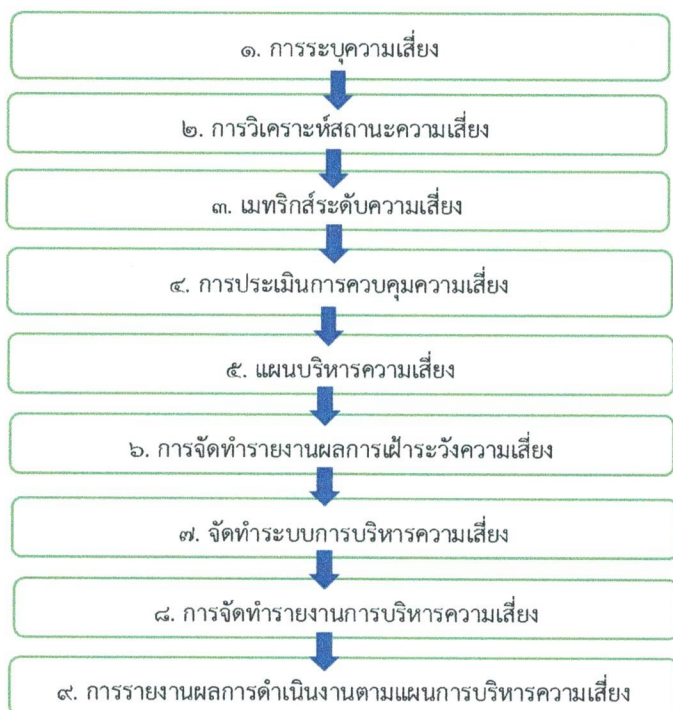 ๑. การระบุความเสี่ยง
๒. การวิเคราะห์สถานะความเสี่ยง
๓. เมทริกส์ระดับความเสี่ยง
๔. การประเมินการควบคุมความเสี่ยง
๕. แผนบริหารความเสี่ยง
๖. การจัดทำรายงานผลการเฝ้าระวังความเสี่ยง
๗. จัดทำระบบการบริหารความเสี่ยง
๘. การจัดทำรายงานการบริหารความเสี่ยง
๙. การรายงานผลการดำเนินงานตามแผนการบริหารความเสี่ยง